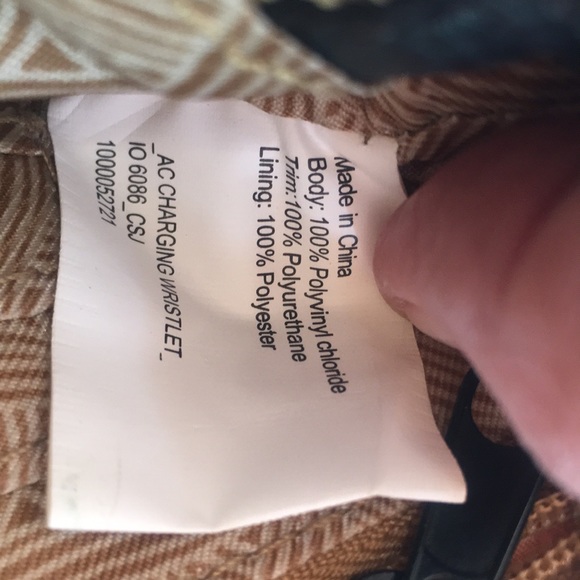 Made in China
Body: 100% Polyvinyl chloride
Trim:100% Polyurethane
Lining: 100% Polyester
_AC CHARGING WRISTLET_
IO 6086_CSJ
1000052721